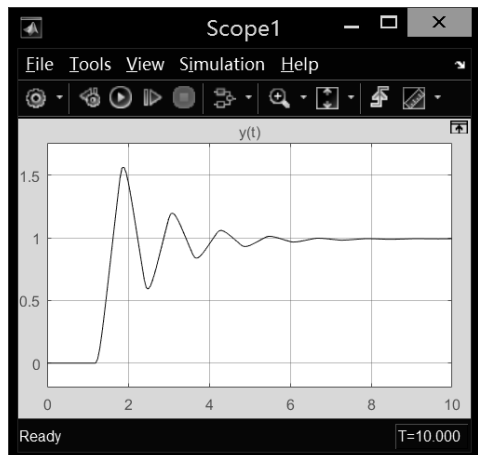 Scope1
File Tools View Simulation Help
y(t)
1.5
1
0.5
0
0 2 4 6 8 10
Ready T=10.000